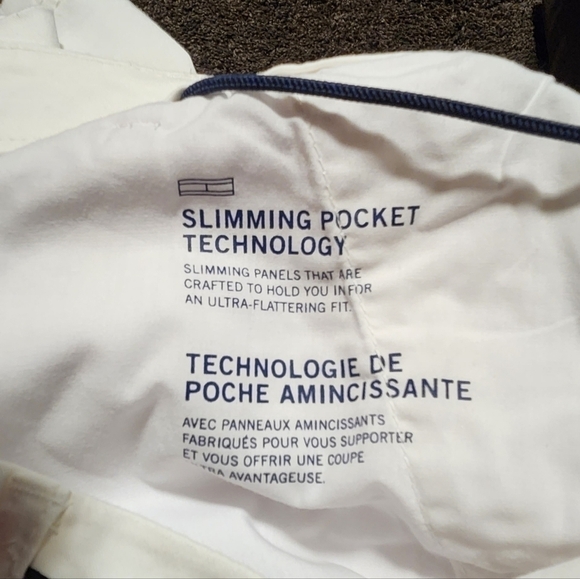 SLIMMING POCKET
TECHNOLOGY
SLIMMING PANELS THAT ARE
CRAFTED TO HOLD YOU IN FOR
AN ULTRA-FLATTERING FIT.
TECHNOLOGIE DE
POCHE AMINCISSANTE
AVEC PANNEAUX AMINCISSANTS
FABRIQUÉS POUR VOUS SUPPORTER
ET VOUS OFFRIR UNE COUPE
AVANTAGEUSE.